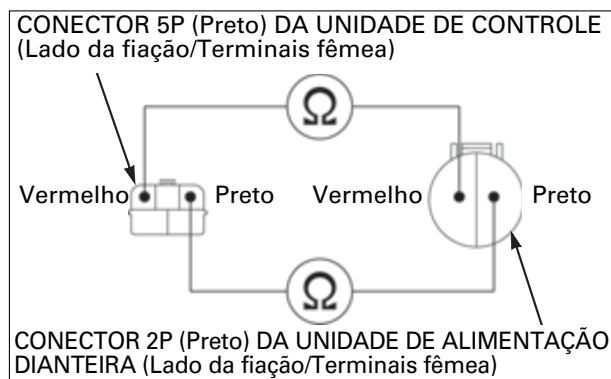 CONECTOR 5P (Preto) DA UNIDADE DE CONTROLE
(Lado da fiação/Terminais fêmea)
Ω
Vermelho Preto Vermelho Preto
Ω
CONECTOR 2P (Preto) DA UNIDADE DE ALIMENTAÇÃO
DIANTEIRA (Lado da fiação/Terminais fêmea)